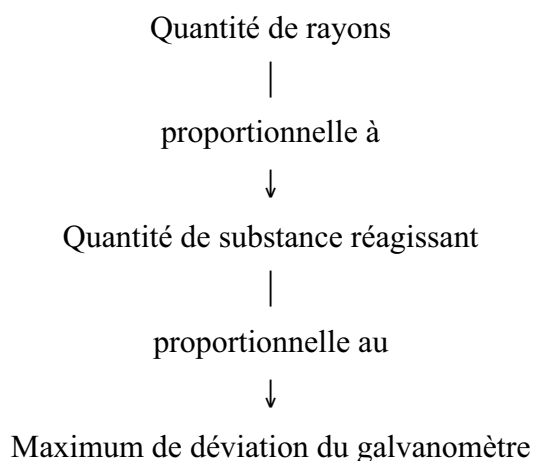 Quantité de rayons
proportionnelle à
Quantité de substance réagissant
proportionnelle au
Maximum de déviation du galvanomètre